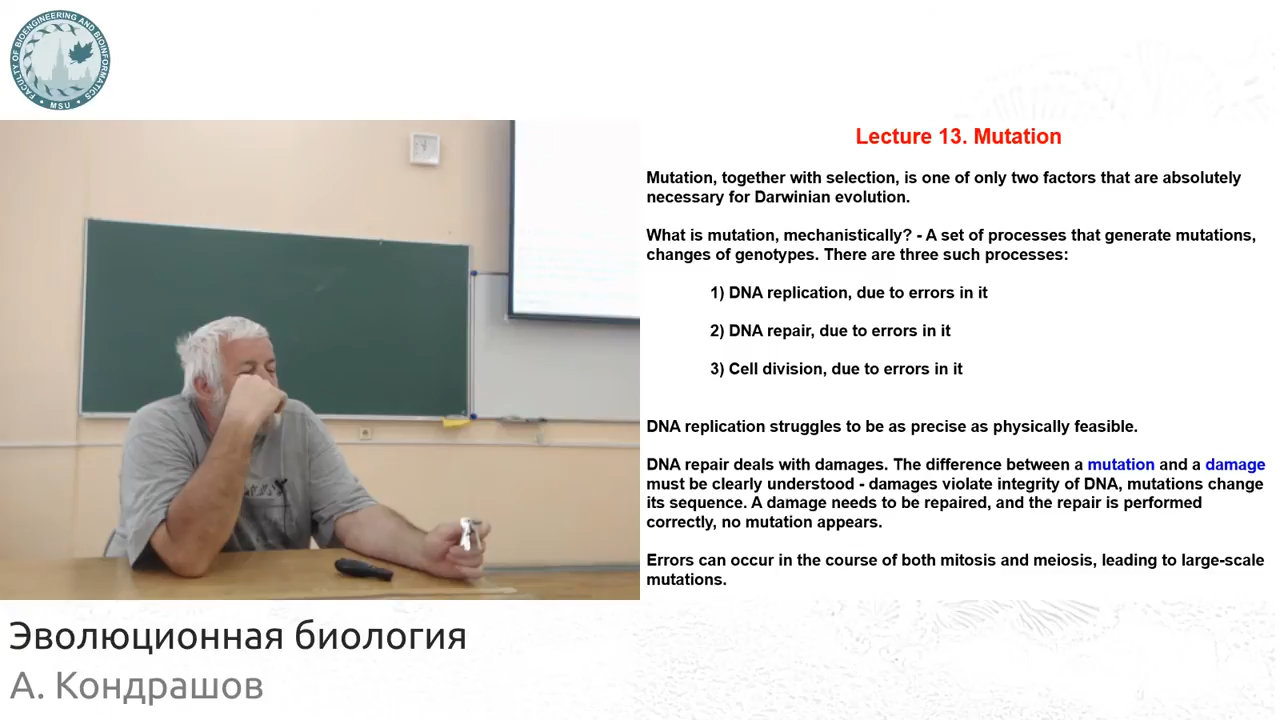 FACULTY OF BIOENGINEERING AND BIOINFORMATICS
• MSU •
Lecture 13. Mutation
Mutation, together with selection, is one of only two factors that are absolutely
necessary for Darwinian evolution.
What is mutation, mechanistically? - A set of processes that generate mutations,
changes of genotypes. There are three such processes:
1) DNA replication, due to errors in it
2) DNA repair, due to errors in it
3) Cell division, due to errors in it
DNA replication struggles to be as precise as physically feasible.
DNA repair deals with damages. The difference between a mutation and a damage
must be clearly understood - damages violate integrity of DNA, mutations change
its sequence. A damage needs to be repaired, and the repair is performed
correctly, no mutation appears.
Errors can occur in the course of both mitosis and meiosis, leading to large-scale
mutations.
Эволюционная биология
А. Кондрашов